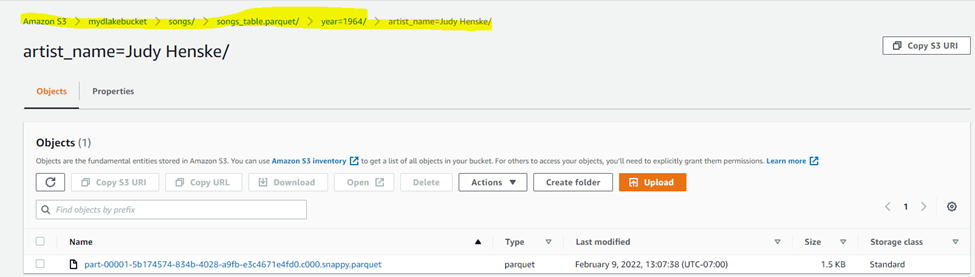 Amazon S3 > mydlakebucket > songs/ > songs_table.parquet/ > year=1964/ > artist_name=Judy Henske/
artist_name=Judy Henske/
Copy S3 URI
Objects Properties
Objects (1)
Objects are the fundamental entities stored in Amazon S3. You can use Amazon S3 inventory to get a list of all objects in your bucket. For others to access your objects, you'll need to explicitly grant them permissions. Learn more
Copy S3 URI Copy URL Download Open Delete Actions Create folder Upload
Find objects by prefix
< 1 >
Name Type Last modified Size Storage class
part-00001-5b174574-834b-4028-a9fb-e3c4671e4fd0.c000.snappy.parquet parquet February 9, 2022, 13:07:38 (UTC-07:00) 1.5 KB Standard